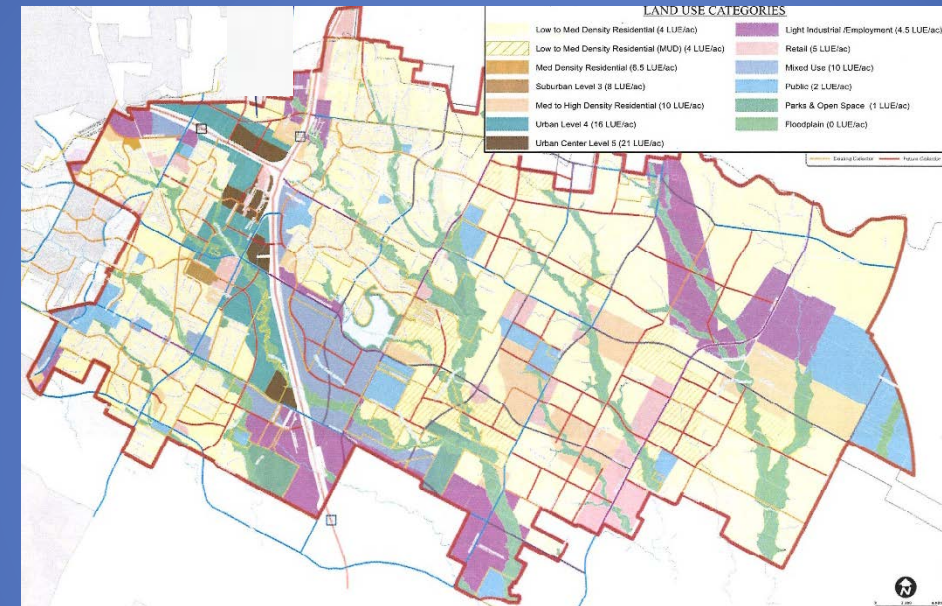 LAND USE CATEGORIES
Low to Med Density Residential (4 LUE/ac)
Low to Med Density Residential (MUD) (4 LUE/ac)
Med Density Residential (6.5 LUE/ac)
Suburban Level 3 (8 LUE/ac)
Med to High Density Residential (10 LUE/ac)
Urban Level 4 (16 LUE/ac)
Urban Center Level 5 (21 LUE/ac)
Light Industrial /Employment (4.5 LUE/ac)
Retail (5 LUE/ac)
Mixed Use (10 LUE/ac)
Public (2 LUE/ac)
Parks & Open Space (1 LUE/ac)
Floodplain (0 LUE/ac)
Existing Collector Future Collector
N